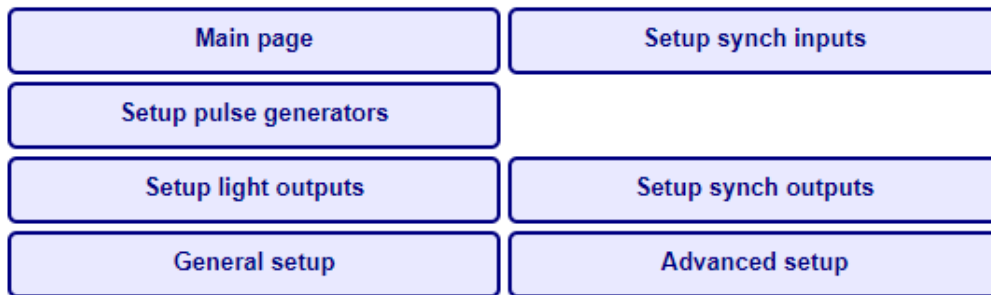 Main page
Setup synch inputs
Setup pulse generators
Setup light outputs
Setup synch outputs
General setup
Advanced setup